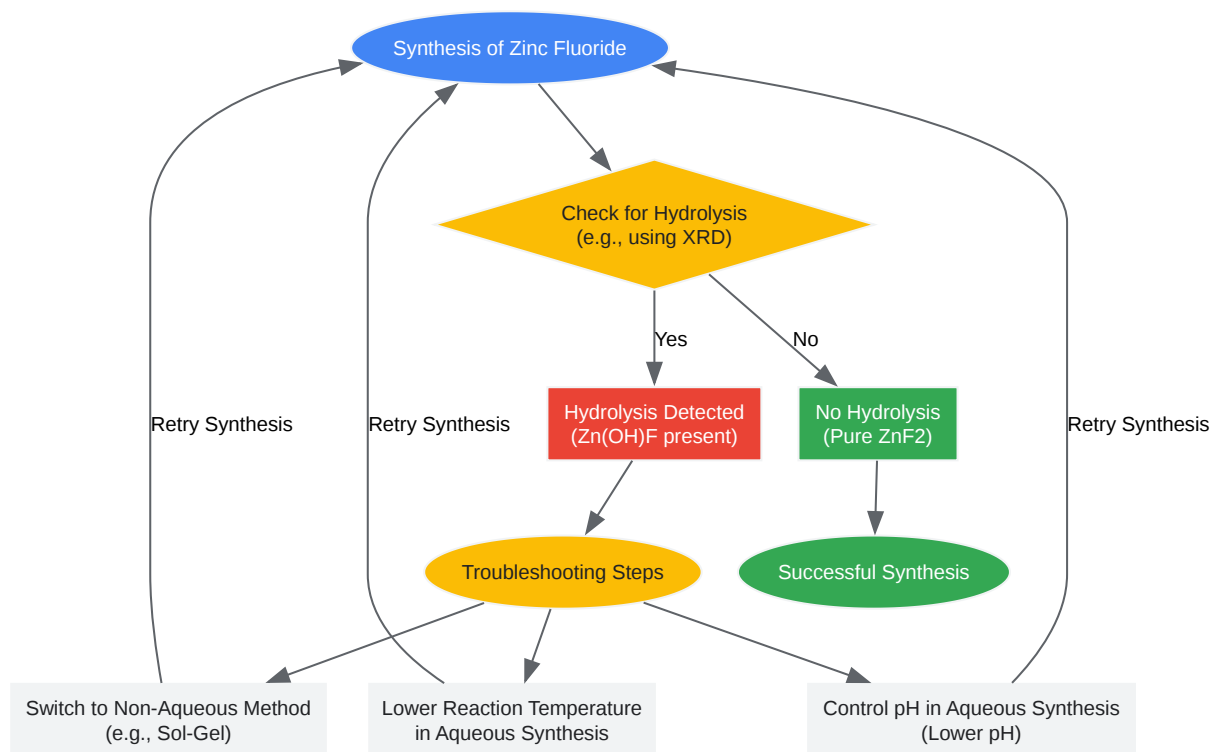 Synthesis of Zinc Fluoride
Check for Hydrolysis
(e.g., using XRD)
Yes
No
Hydrolysis Detected
(Zn(OH)F present)
No Hydrolysis
(Pure ZnF2)
Retry Synthesis
Retry Synthesis
Retry Synthesis
Troubleshooting Steps
Successful Synthesis
Switch to Non-Aqueous Method
(e.g., Sol-Gel)
Lower Reaction Temperature
in Aqueous Synthesis
Control pH in Aqueous Synthesis
(Lower pH)